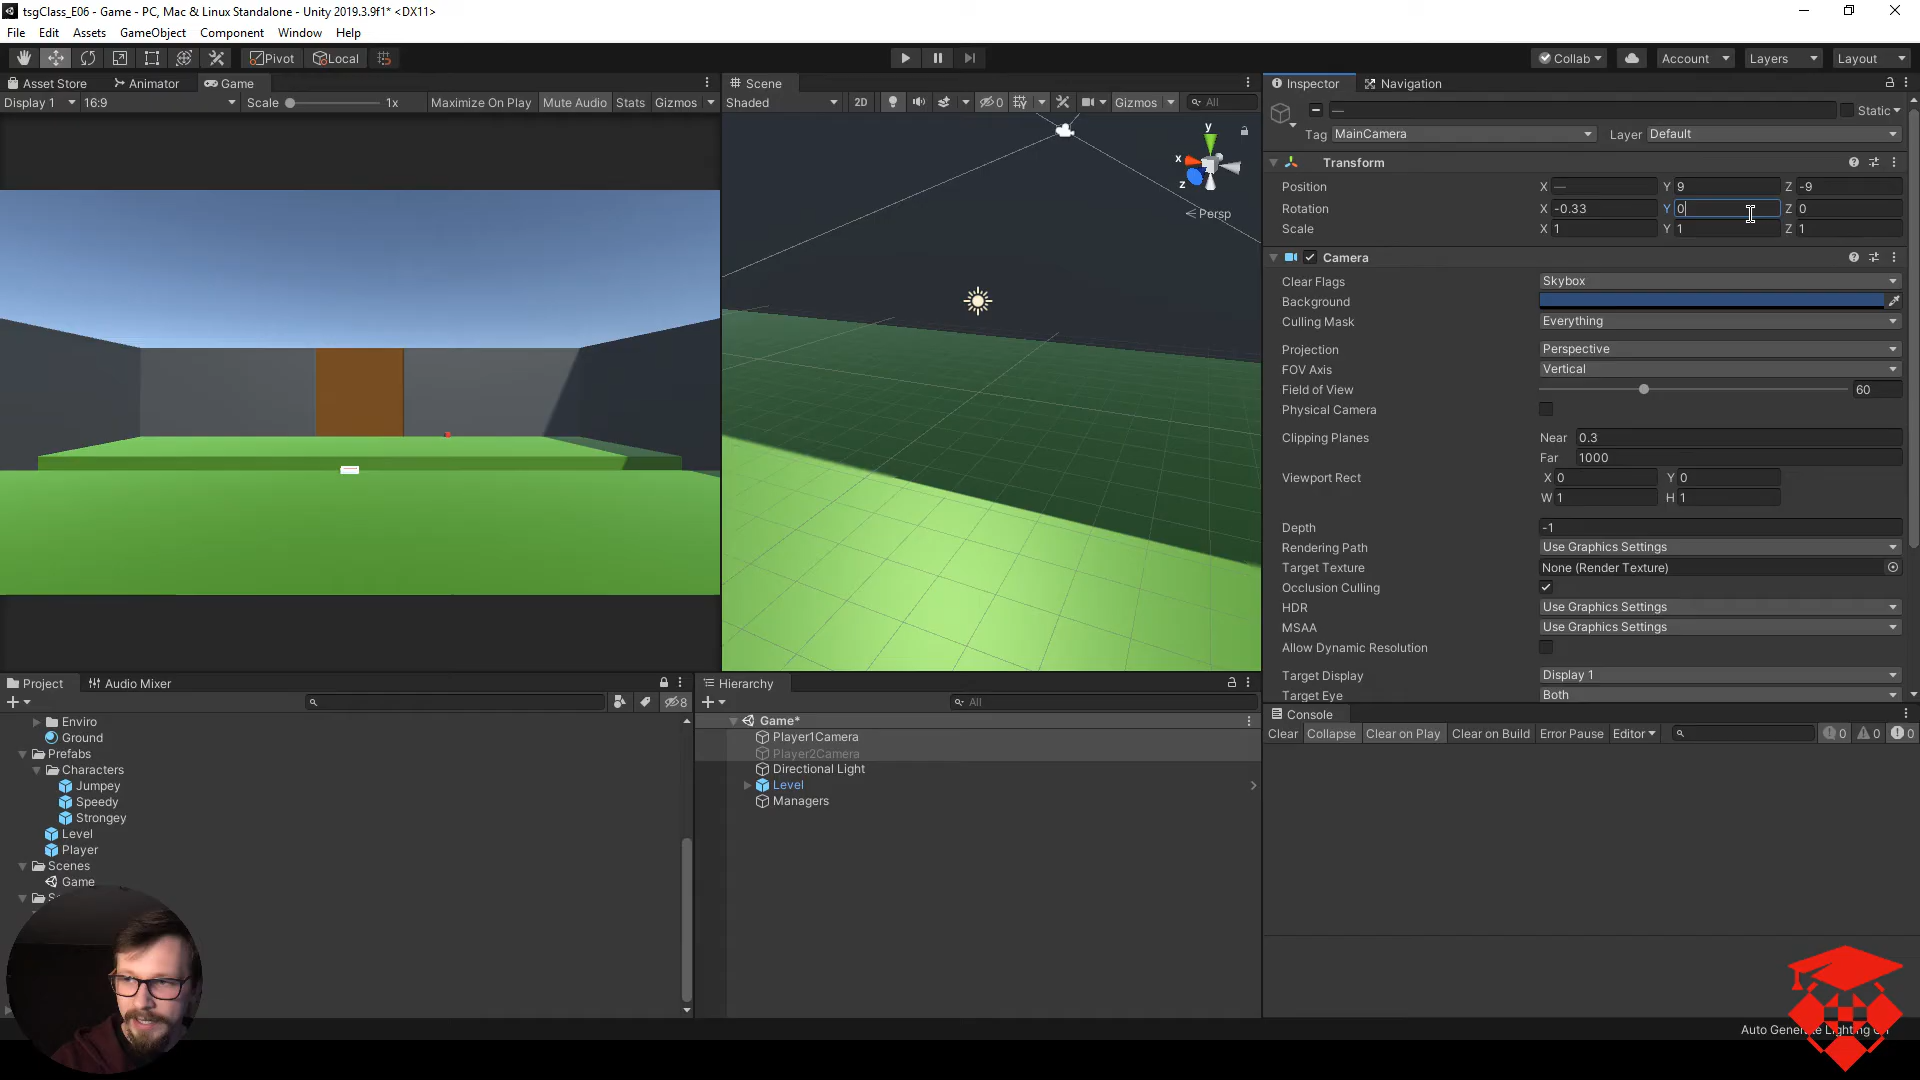 tsgClass_E06 - Game - PC, Mac & Linux Standalone - Unity 2019.3.9f1* <DX11>
File Edit Assets GameObject Component Window Help
Pivot Local Collab Account Layers Layout
Asset Store Animator Game
Display 1 16:9 Scale 1x Maximize On Play Mute Audio Stats Gizmos
Scene
Shaded 2D 0 Gizmos All
y
x
z
Persp
Inspector Navigation
— Static
Tag MainCamera Layer Default
Transform
Position X — Y 9 Z -9
Rotation X -0.33 Y 0 Z 0
Scale X 1 Y 1 Z 1
Camera
Clear Flags Skybox
Background
Culling Mask Everything
Projection Perspective
FOV Axis Vertical
Field of View 60
Physical Camera
Clipping Planes Near 0.3
Far 1000
Viewport Rect X 0 Y 0
W 1 H 1
Depth -1
Rendering Path Use Graphics Settings
Target Texture None (Render Texture)
Occlusion Culling
HDR Use Graphics Settings
MSAA Use Graphics Settings
Allow Dynamic Resolution
Target Display Display 1
Target Eye Both
Project Audio Mixer
8
Enviro
Ground
Prefabs
Characters
Jumpey
Speedy
Strongey
Level
Player
Scenes
Game
Hierarchy
All
Game*
Player1Camera
Player2Camera
Directional Light
Level
Managers
Console
Clear Collapse Clear on Play Clear on Build Error Pause Editor 0 0 0
Auto Generate Lighting